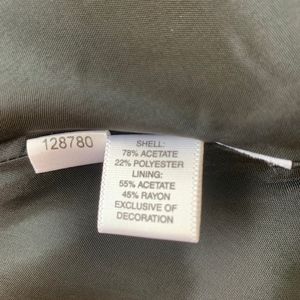 128780
SHELL:
78% ACETATE
22% POLYESTER
LINING:
55% ACETATE
45% RAYON
EXCLUSIVE OF
DECORATION